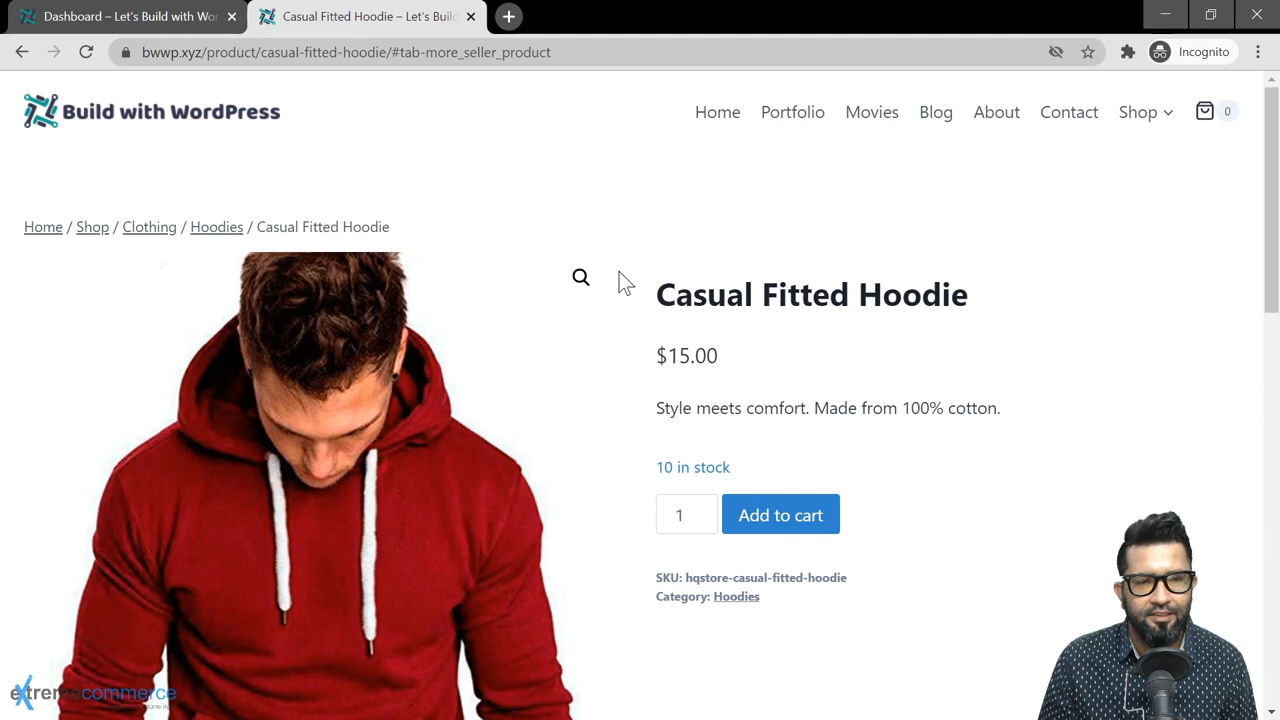 Dashboard – Let's Build with Wor
Casual Fitted Hoodie – Let's Buil
bwwp.xyz/product/casual-fitted-hoodie/#tab-more_seller_product
Incognito
Build with WordPress
Home
Portfolio
Movies
Blog
About
Contact
Shop
0
Home / Shop / Clothing / Hoodies / Casual Fitted Hoodie
Casual Fitted Hoodie
$15.00
Style meets comfort. Made from 100% cotton.
10 in stock
1
Add to cart
SKU: hqstore-casual-fitted-hoodie
Category: Hoodies
extremecommerce